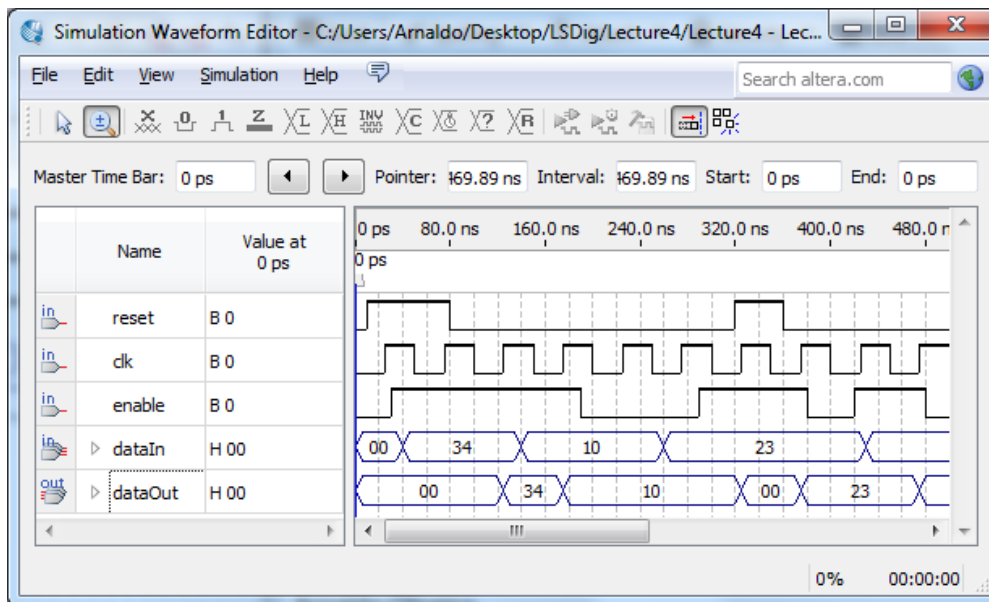 Simulation Waveform Editor - C:/Users/Arnaldo/Desktop/LSDig/Lecture4/Lecture4 - Lec...
File Edit View Simulation Help
Search altera.com
Master Time Bar: 0 ps Pointer: 469.89 ns Interval: 469.89 ns Start: 0 ps End: 0 ps
Name
Value at
0 ps
0 ps 80.0 ns 160.0 ns 240.0 ns 320.0 ns 400.0 ns 480.0 n
0 ps
reset B 0
clk B 0
enable B 0
dataIn H 00 00 34 10 23
dataOut H 00 00 34 10 00 23
0% 00:00:00